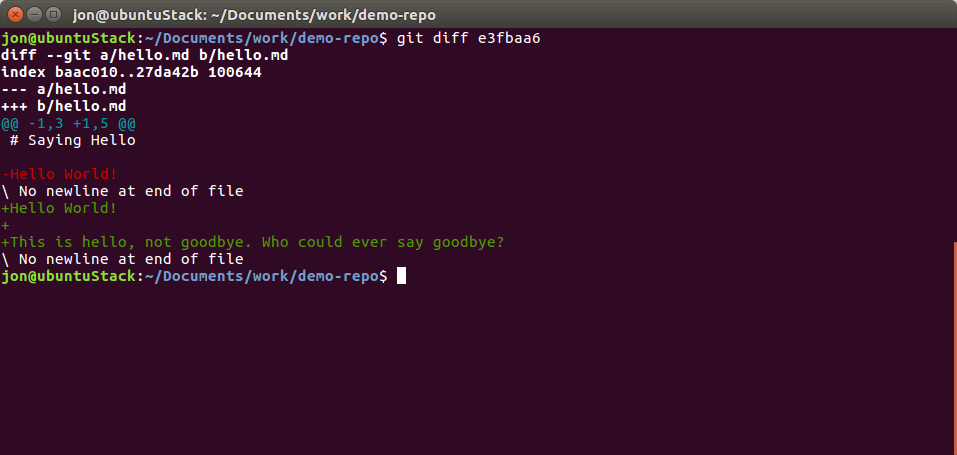 jon@ubuntuStack: ~/Documents/work/demo-repo
jon@ubuntuStack:~/Documents/work/demo-repo$ git diff e3fbaa6
diff --git a/hello.md b/hello.md
index baac010..27da42b 100644
--- a/hello.md
+++ b/hello.md
@@ -1,3 +1,5 @@
 # Saying Hello

-Hello World!
\ No newline at end of file
+Hello World!
+
+This is hello, not goodbye. Who could ever say goodbye?
\ No newline at end of file
jon@ubuntuStack:~/Documents/work/demo-repo$